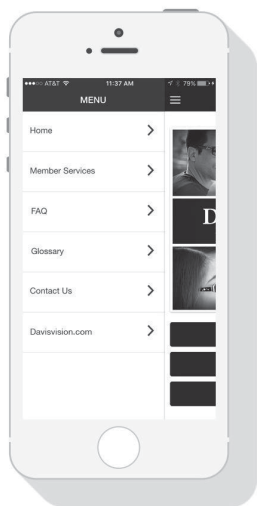 ●●●○○ AT&T 11:37 AM 79%
MENU
Home
Member Services
FAQ
Glossary
Contact Us
Davisvision.com
D